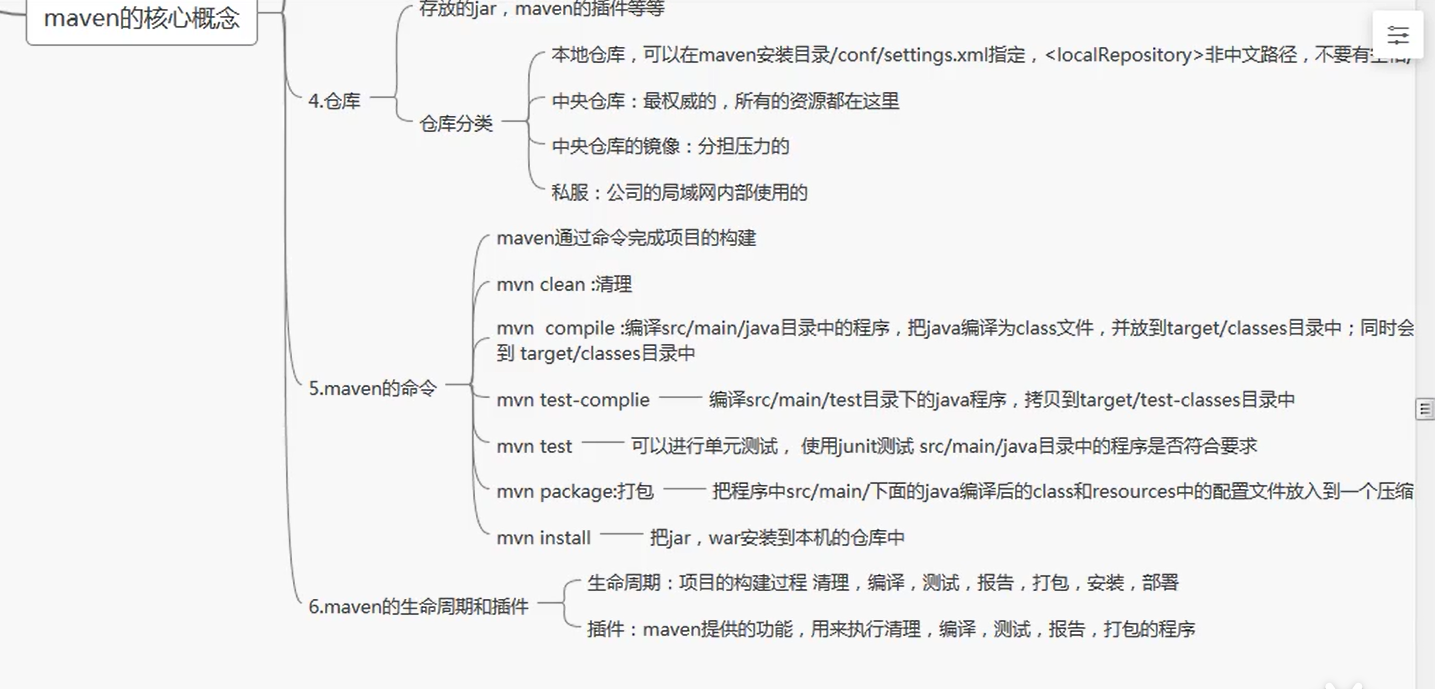 maven的核心概念
存放的jar，maven的插件等等
4.仓库
仓库分类
本地仓库，可以在maven安装目录/conf/settings.xml指定，<localRepository>非中文路径，不要有
中央仓库：最权威的，所有的资源都在这里
中央仓库的镜像：分担压力的
私服：公司的局域网内部使用的
5.maven的命令
maven通过命令完成项目的构建
mvn clean :清理
mvn  compile :编译src/main/java目录中的程序，把java编译为class文件，并放到target/classes目录中；同时会
到 target/classes目录中
mvn test-complie
编译src/main/test目录下的java程序，拷贝到target/test-classes目录中
mvn test
可以进行单元测试， 使用junit测试 src/main/java目录中的程序是否符合要求
mvn package:打包
把程序中src/main/下面的java编译后的class和resources中的配置文件放入到一个压缩
mvn install
把jar，war安装到本机的仓库中
6.maven的生命周期和插件
生命周期：项目的构建过程 清理，编译，测试，报告，打包，安装，部署
插件：maven提供的功能，用来执行清理，编译，测试，报告，打包的程序